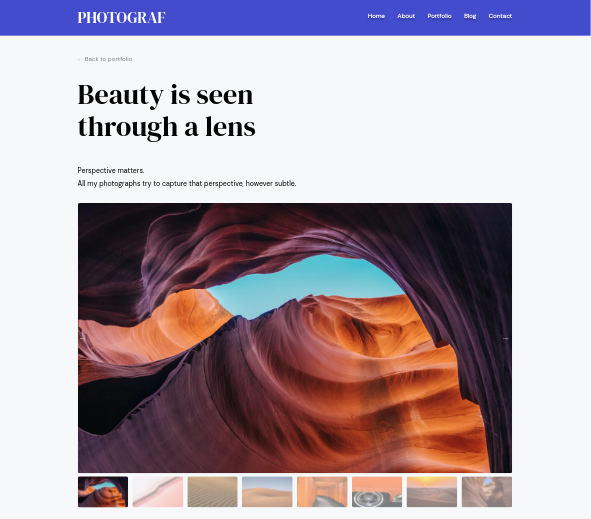 PHOTOGRAF
Home About Portfolio Blog Contact
← Back to portfolio
Beauty is seen
through a lens
Perspective matters.
All my photographs try to capture that perspective, however subtle.